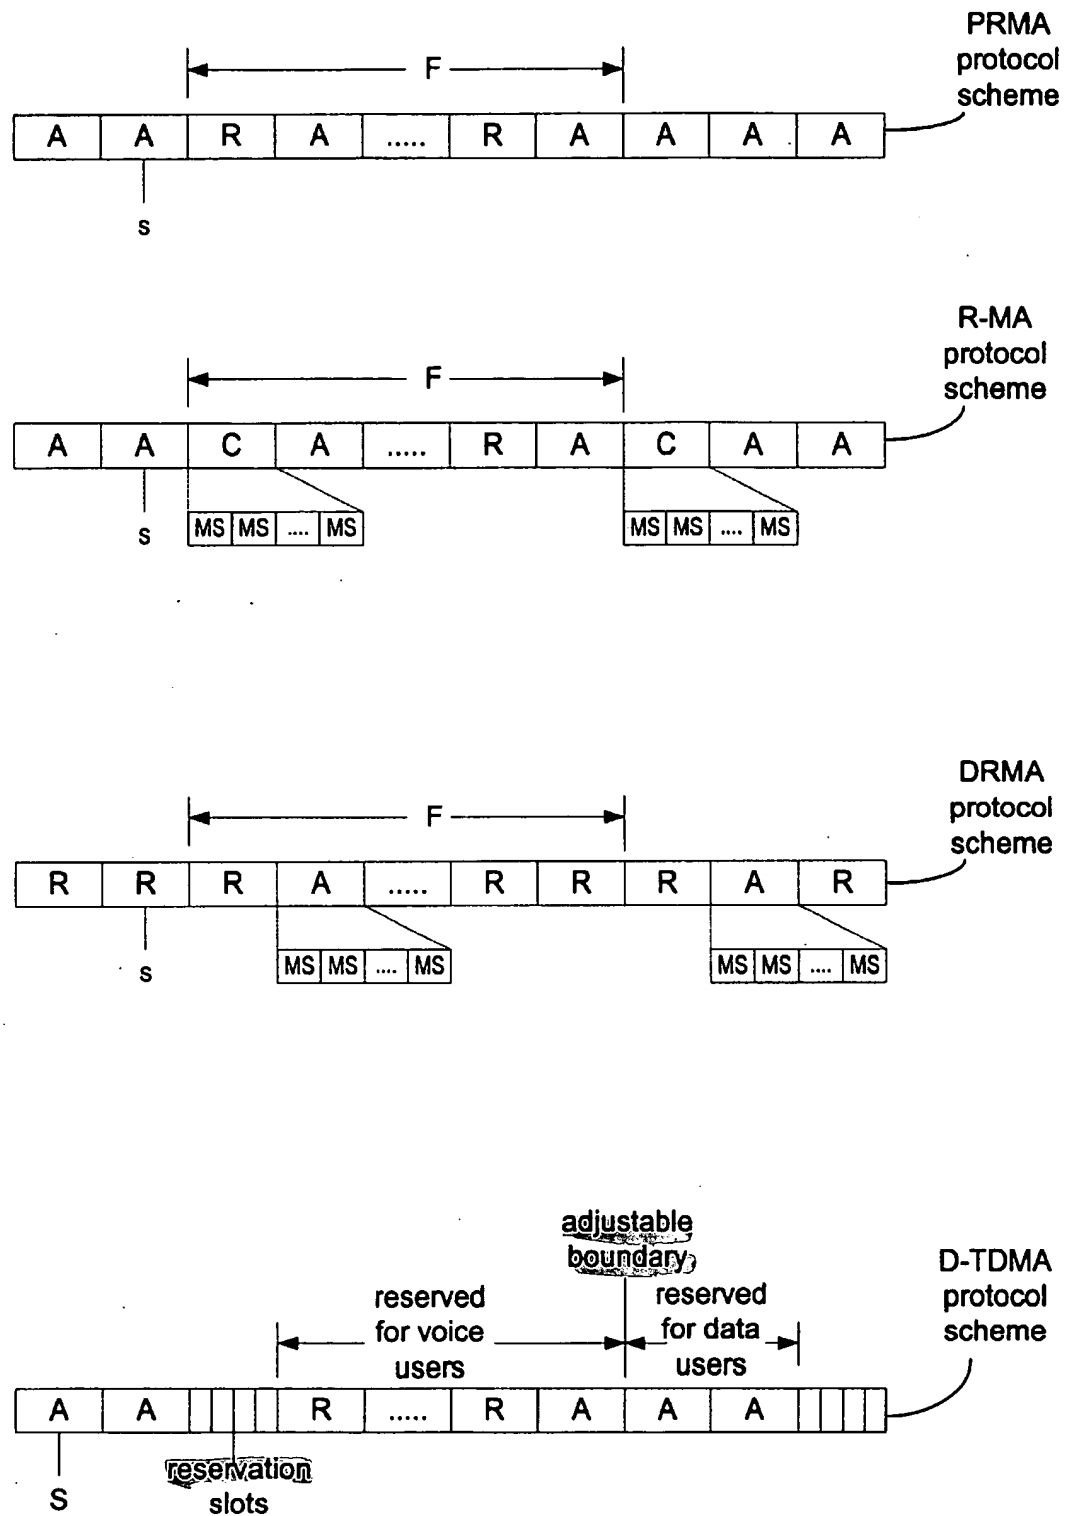 PRMA
protocol
scheme
F
A A R A ..... R A A A A
s
R-MA
protocol
scheme
F
A A C A ..... R A C A A
s
MS MS .... MS
MS MS .... MS
DRMA
protocol
scheme
F
R R R A ..... R R R A R
s
MS MS .... MS
MS MS .... MS
adjustable
boundary
D-TDMA
protocol
scheme
reserved
for voice
users
reserved
for data
users
A A R ..... R A A A
S
reservation
slots